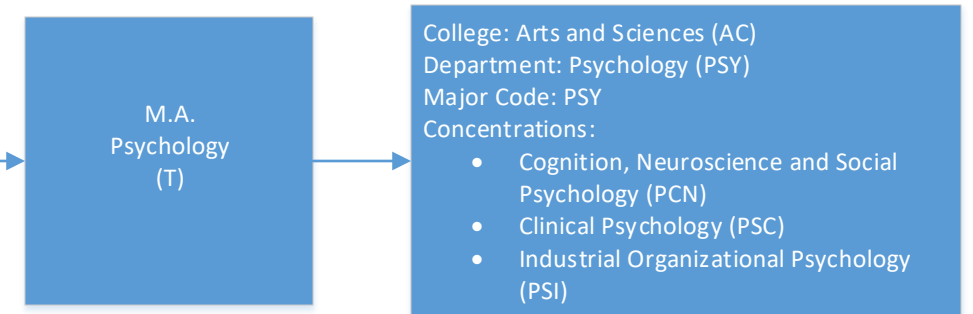 M.A.
Psychology
(T)
College: Arts and Sciences (AC)
Department: Psychology (PSY)
Major Code: PSY
Concentrations:
• Cognition, Neuroscience and Social
Psychology (PCN)
• Clinical Psychology (PSC)
• Industrial Organizational Psychology
(PSI)